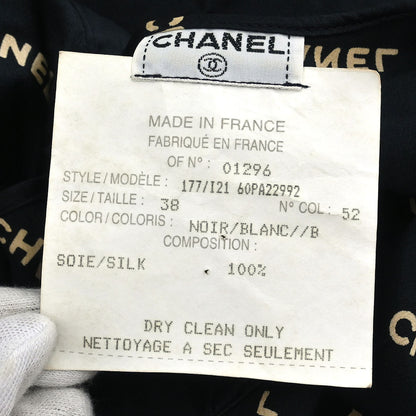 CHANEL
MADE IN FRANCE
FABRIQUÉ EN FRANCE
OF Nº : 01296
STYLE/MODÈLE : 177/I21 60PA22992
SIZE/TAILLE : 38 Nº COL : 52
COLOR/COLORIS : NOIR/BLANC//B
COMPOSITION :
SOIE/SILK 100%
DRY CLEAN ONLY
NETTOYAGE A SEC SEULEMENT